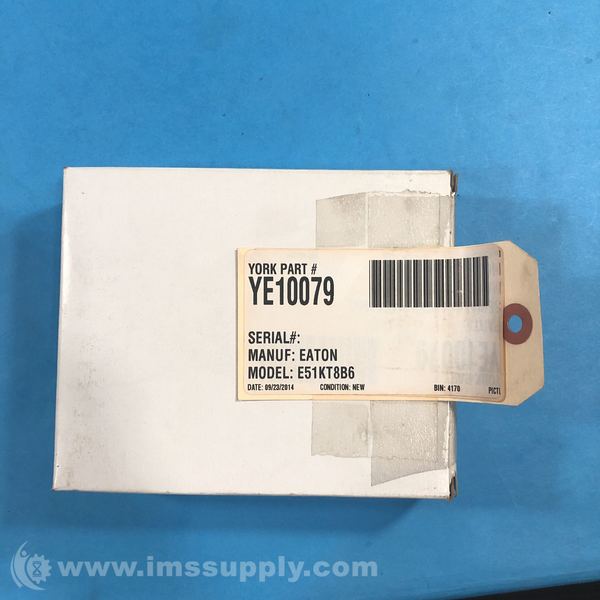 YORK PART #
YE10079
SERIAL#:
MANUF: EATON
MODEL: E51KT8B6
DATE: 09/23/2014 CONDITION: NEW BIN: 4170 PICTU
www.imssupply.com